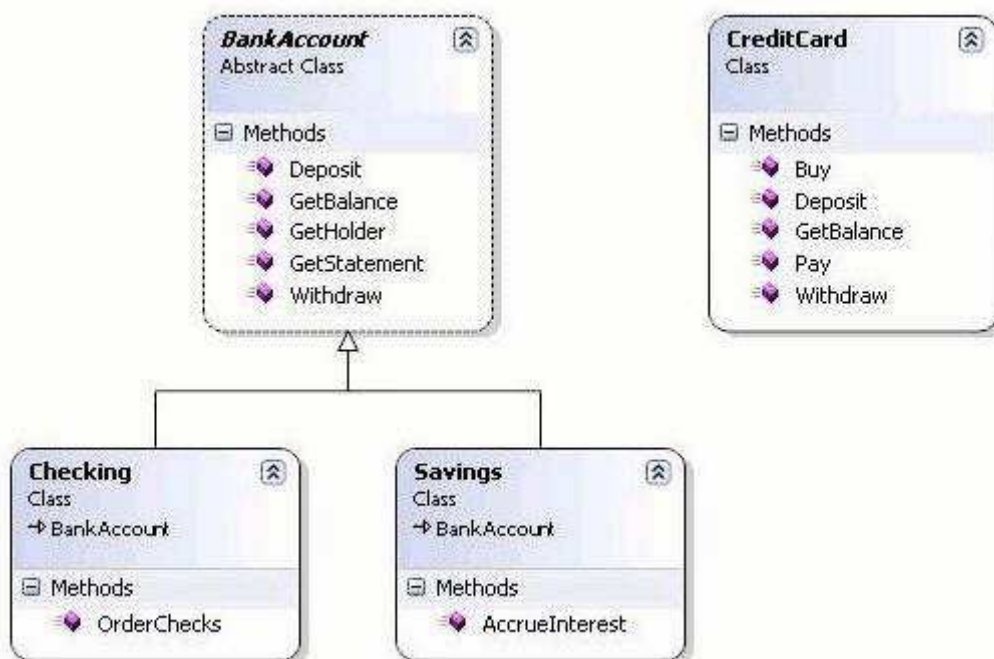 BankAccount
Abstract Class
Methods
Deposit
GetBalance
GetHolder
GetStatement
Withdraw
CreditCard
Class
Methods
Buy
Deposit
GetBalance
Pay
Withdraw
Checking
Class
BankAccount
Methods
OrderChecks
Savings
Class
BankAccount
Methods
AccrueInterest